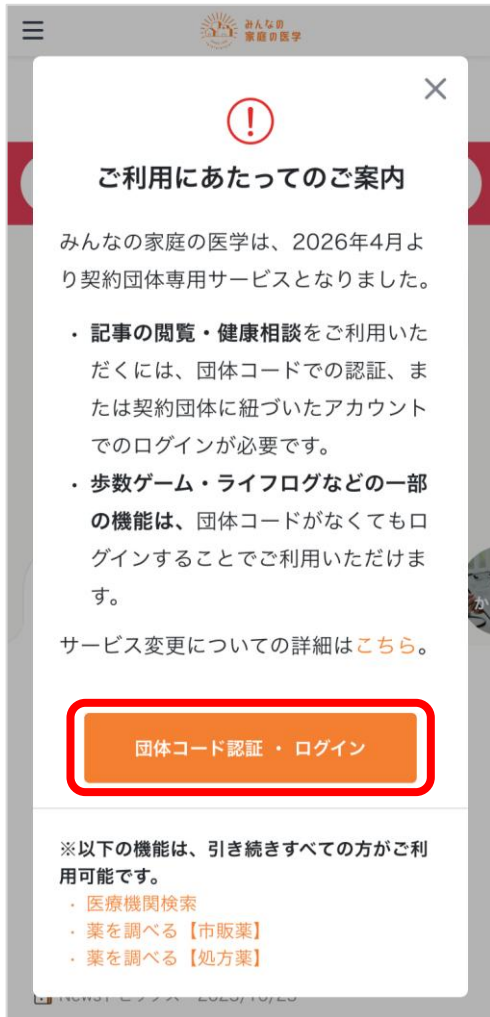 みんなの
家庭の医学
ご利用にあたってのご案内
みんなの家庭の医学は、2026年4月よ
り契約団体専用サービスとなりました。
・記事の閲覧・健康相談をご利用いた
だくには、団体コードでの認証、ま
たは契約団体に紐づいたアカウント
でのログインが必要です。
・歩数ゲーム・ライフログなどの一部
の機能は、団体コードがなくてもロ
グインすることでご利用いただけま
す。
か
サービス変更についての詳細はこちら。
団体コード認証 ・ ログイン
※以下の機能は、引き続きすべての方がご利
用可能です。
・医療機関検索
・薬を調べる【市販薬】
・薬を調べる【処方薬】